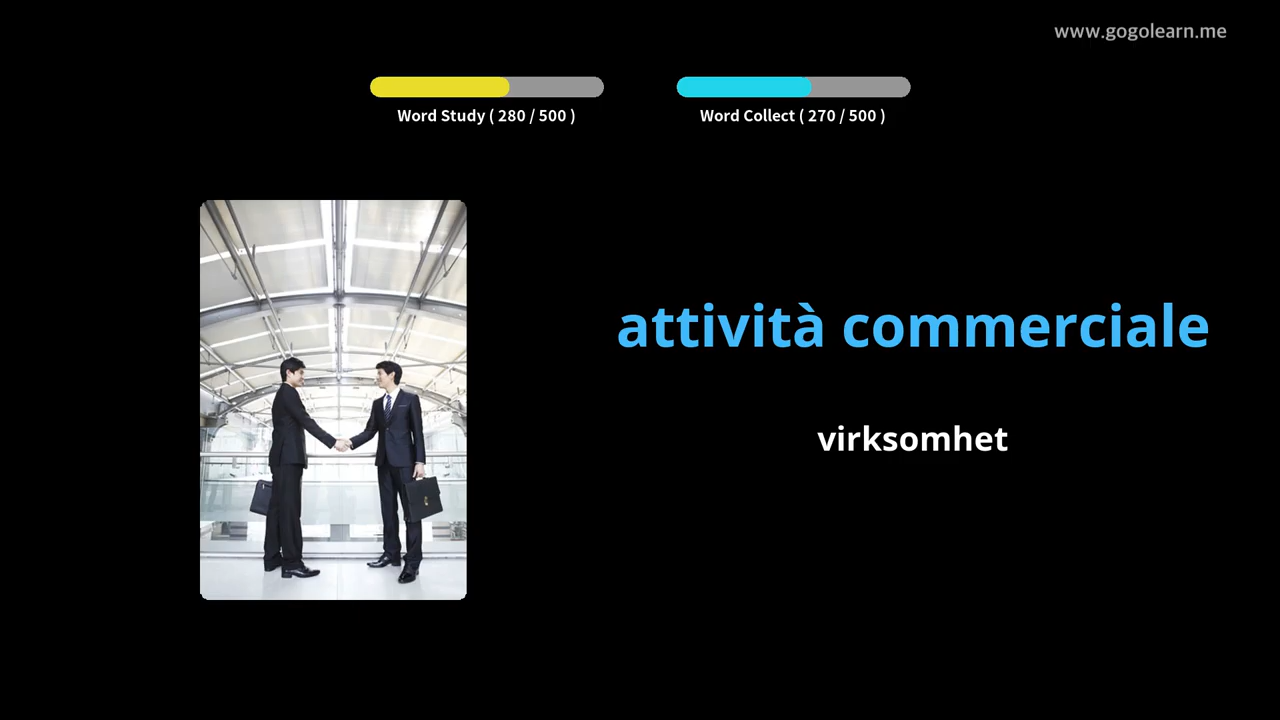 www.gogolearn.me
Word Study ( 280 / 500 )
Word Collect ( 270 / 500 )
attività commerciale
virksomhet